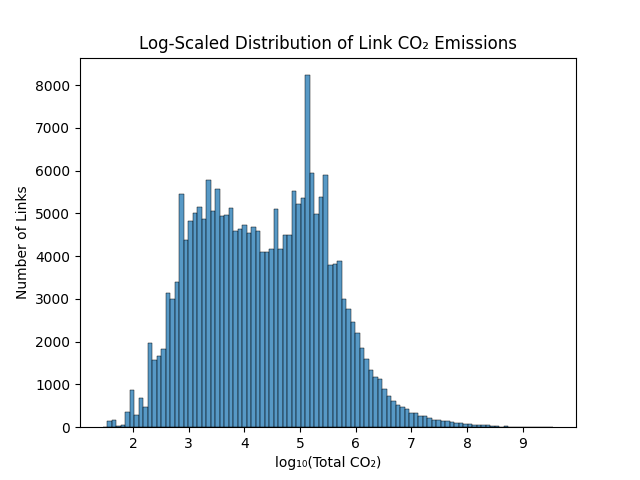 Log-Scaled Distribution of Link CO₂ Emissions
8000
7000
6000
5000
4000
3000
2000
1000
0
Number of Links
2 3 4 5 6 7 8 9
log₁₀(Total CO₂)